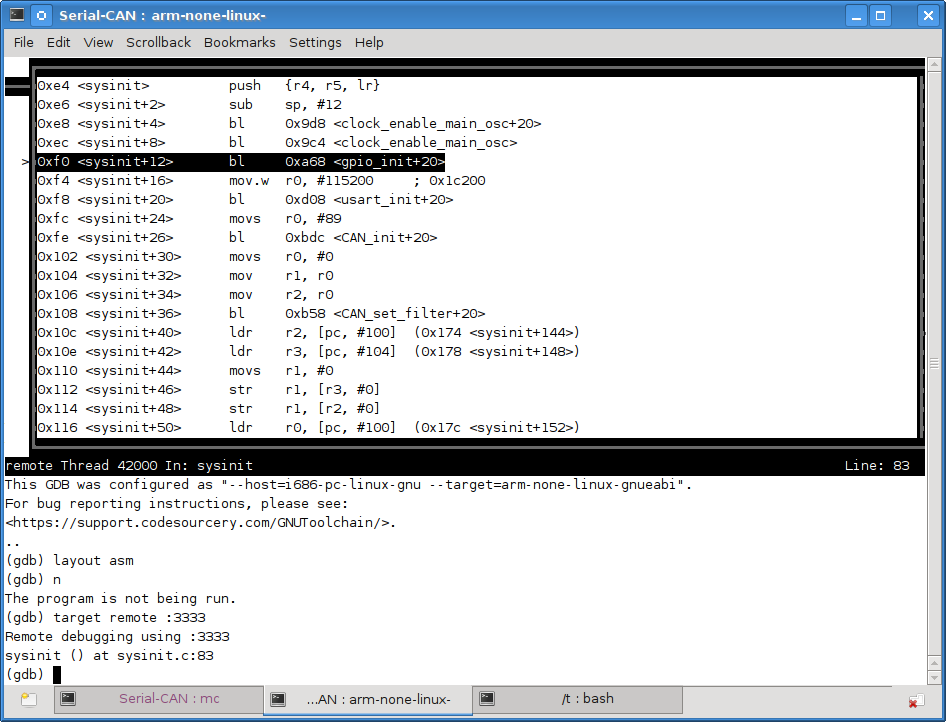 Serial-CAN : arm-none-linux-
File Edit View Scrollback Bookmarks Settings Help
0xe4 <sysinit> push {r4, r5, lr}
0xe6 <sysinit+2> sub sp, #12
0xe8 <sysinit+4> bl 0x9d8 <clock_enable_main_osc+20>
0xec <sysinit+8> bl 0x9c4 <clock_enable_main_osc>
> 0xf0 <sysinit+12> bl 0xa68 <gpio_init+20>
0xf4 <sysinit+16> mov.w r0, #115200 ; 0x1c200
0xf8 <sysinit+20> bl 0xd08 <usart_init+20>
0xfc <sysinit+24> movs r0, #89
0xfe <sysinit+26> bl 0xbdc <CAN_init+20>
0x102 <sysinit+30> movs r0, #0
0x104 <sysinit+32> mov r1, r0
0x106 <sysinit+34> mov r2, r0
0x108 <sysinit+36> bl 0xb58 <CAN_set_filter+20>
0x10c <sysinit+40> ldr r2, [pc, #100] (0x174 <sysinit+144>)
0x10e <sysinit+42> ldr r3, [pc, #104] (0x178 <sysinit+148>)
0x110 <sysinit+44> movs r1, #0
0x112 <sysinit+46> str r1, [r3, #0]
0x114 <sysinit+48> str r1, [r2, #0]
0x116 <sysinit+50> ldr r0, [pc, #100] (0x17c <sysinit+152>)
remote Thread 42000 In: sysinit Line: 83
This GDB was configured as "--host=i686-pc-linux-gnu --target=arm-none-linux-gnueabi".
For bug reporting instructions, please see:
<https://support.codesourcery.com/GNUToolchain/>.
..
(gdb) layout asm
(gdb) n
The program is not being run.
(gdb) target remote :3333
Remote debugging using :3333
sysinit () at sysinit.c:83
(gdb)
Serial-CAN : mc ...AN : arm-none-linux- /t : bash